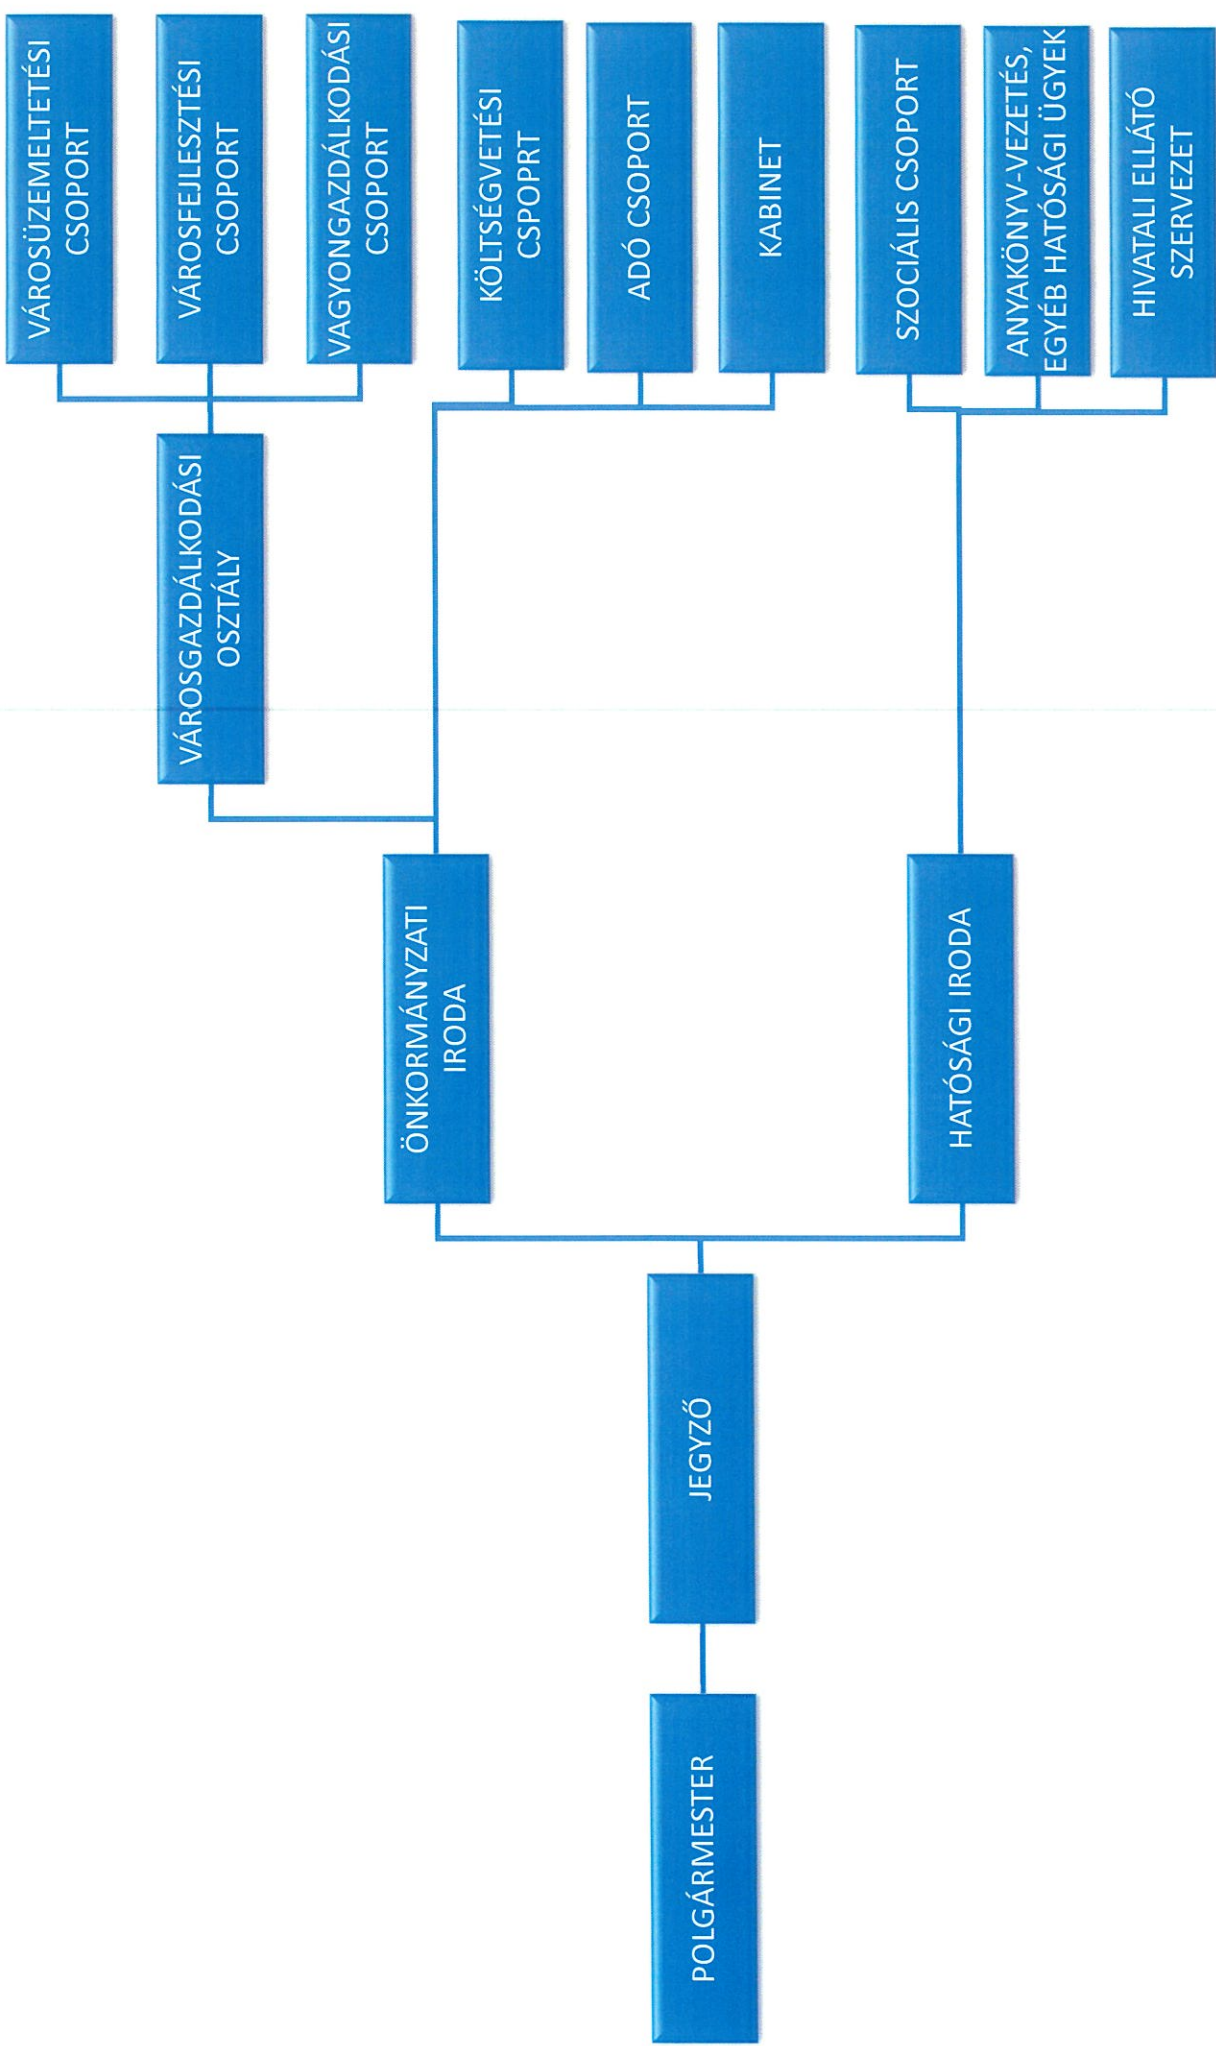 POLGÁRMESTER
JEGYZŐ
ÖNKORMÁNYZATI
IRODA
HATÓSÁGI IRODA
VÁROSGAZDÁLKODÁSI
OSZTÁLY
VÁROSÜZEMELTETÉSI
CSOPORT
VÁROSFEJLESZTÉSI
CSOPORT
VAGYONGAZDÁLKODÁSI
CSOPORT
KÖLTSÉGVETÉSI
CSPOPRT
ADÓ CSOPORT
KABINET
SZOCIÁLIS CSOPORT
ANYAKÖNYV-VEZETÉS,
EGYÉB HATÓSÁGI ÜGYEK
HIVATALI ELLÁTÓ
SZERVEZET